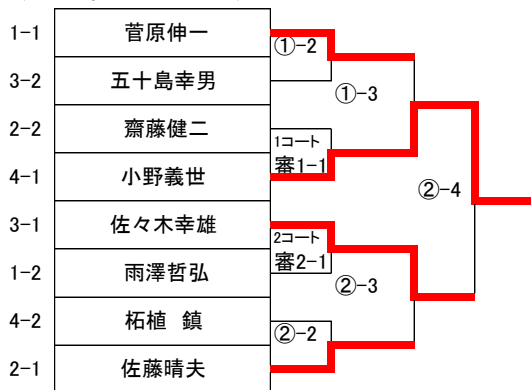 1-1 菅原伸一
①-2
3-2 五十島幸男
①-3
2-2 齋藤健二
1コート
審1-1
4-1 小野義世
②-4
3-1 佐々木幸雄
2コート
審2-1
1-2 雨澤哲弘
②-3
4-2 柘植 鎮
②-2
2-1 佐藤晴夫